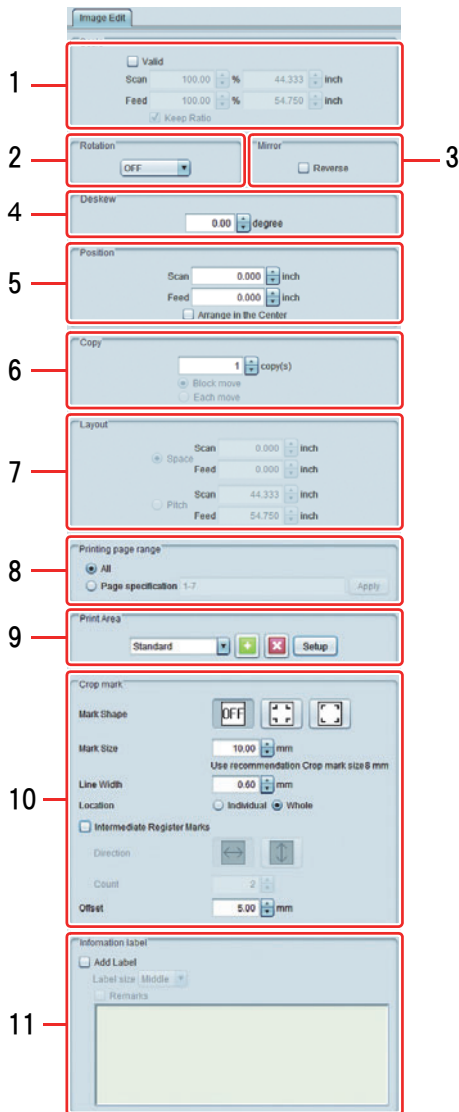 Image Edit
1
Valid
Scan 100.00 % 44.333 inch
Feed 100.00 % 54.750 inch
Keep Ratio
2
Rotation
OFF
Mirror
Reverse
3
4
Deskew
0.00 degree
5
Position
Scan 0.000 inch
Feed 0.000 inch
Arrange in the Center
6
Copy
1 copy(s)
Block move
Each move
7
Layout
Space
Scan 0.000 inch
Feed 0.000 inch
Pitch
Scan 44.333 inch
Feed 54.750 inch
8
Printing page range
All
Page specification 1-7 Apply
9
Print Area
Standard Setup
10
Crop mark
Mark Shape OFF
Mark Size 10.00 mm
Use recommendation Crop mark size8 mm
Line Width 0.60 mm
Location Individual Whole
Intermediate Register Marks
Direction
Count 2
Offset 5.00 mm
11
Infomation label
Add Label
Label size Middle
Remarks